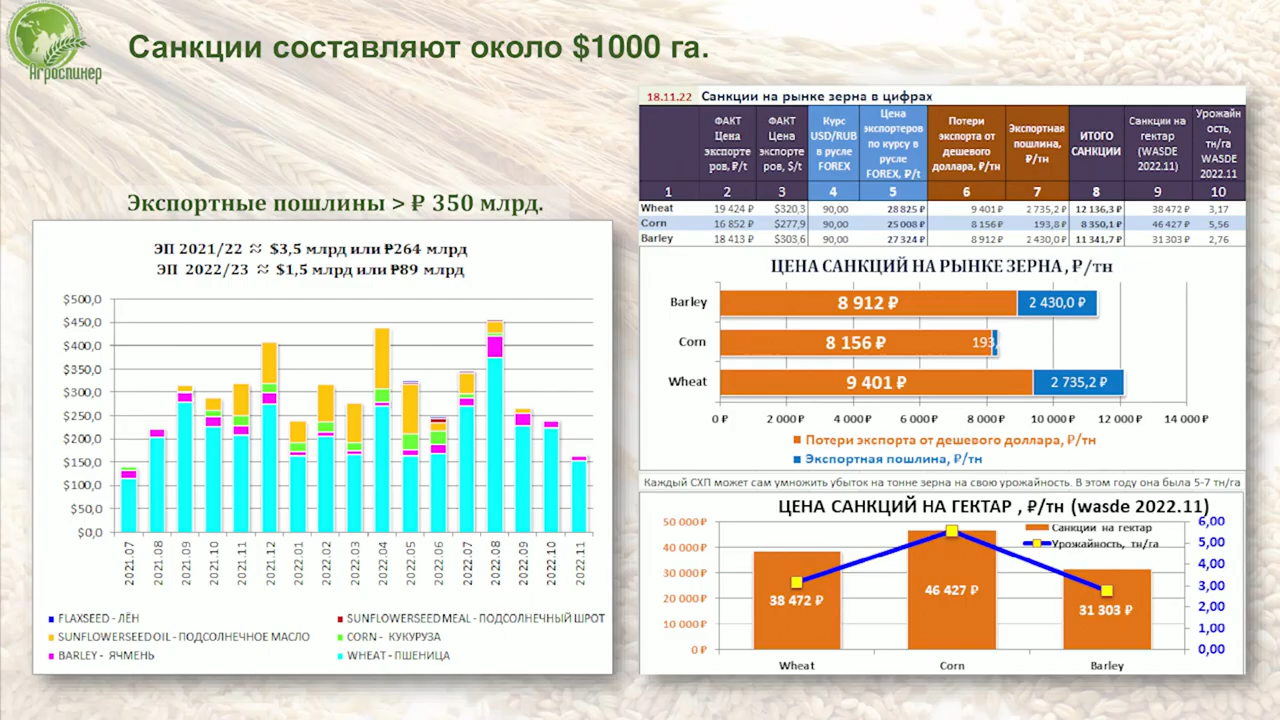 Агроспикер
Санкции составляют около $1000 га.
Экспортные пошлины > ₽ 350 млрд.
ЭП 2021/22 ≈ $3,5 млрд или ₽264 млрд
ЭП 2022/23 ≈ $1,5 млрд или ₽89 млрд
$500,0
$450,0
$400,0
$350,0
$300,0
$250,0
$200,0
$150,0
$100,0
$50,0
$0,0
2021.07 2021.08 2021.09 2021.10 2021.11 2021.12 2022.01 2022.02 2022.03 2022.04 2022.05 2022.06 2022.07 2022.08 2022.09 2022.10 2022.11
FLAXSEED - ЛЁН SUNFLOWERSEED MEAL - ПОДСОЛНЕЧНЫЙ ШРОТ
SUNFLOWERSEED OIL - ПОДСОЛНЕЧНОЕ МАСЛО CORN - КУКУРУЗА
BARLEY - ЯЧМЕНЬ WHEAT - ПШЕНИЦА
18.11.22 Санкции на рынке зерна в цифрах
ФАКТ Цена экспорте ров, ₽/t ФАКТ Цена экспорте ров, $/t Курс USD/RUB в русле FOREX Цена экспортеров по курсу в русле FOREX, ₽/t Потери экспорта от дешевого доллара, ₽/тн Экспортная пошлина, ₽/тн ИТОГО САНКЦИИ Санкции на гектар (WASDE 2022.11) Урожайн ость, тн/га WASDE 2022.11
1 2 3 4 5 6 7 8 9 10
Wheat 19 424 ₽ $320,3 90,00 28 825 ₽ 9 401 ₽ 2 735,2 ₽ 12 136,3 ₽ 38 472 ₽ 3,17
Corn 16 852 ₽ $277,9 90,00 25 008 ₽ 8 156 ₽ 193,8 ₽ 8 350,1 ₽ 46 427 ₽ 5,56
Barley 18 413 ₽ $303,6 90,00 27 324 ₽ 8 912 ₽ 2 430,0 ₽ 11 341,7 ₽ 31 303 ₽ 2,76
ЦЕНА САНКЦИЙ НА РЫНКЕ ЗЕРНА , ₽/тн
Barley 8 912 ₽ 2 430,0 ₽
Corn 8 156 ₽ 193,
Wheat 9 401 ₽ 2 735,2 ₽
0 ₽ 2 000 ₽ 4 000 ₽ 6 000 ₽ 8 000 ₽ 10 000 ₽ 12 000 ₽ 14 000 ₽
Потери экспорта от дешевого доллара, ₽/тн
Экспортная пошлина, ₽/тн
Каждый СХП может сам умножить убыток на тонне зерна на свою урожайность. В этом году она была 5-7 тн/га
ЦЕНА САНКЦИЙ НА ГЕКТАР , ₽/тн (wasde 2022.11)
Санкции на гектар
Урожайность, тн/га
50 000 ₽
40 000 ₽
30 000 ₽
20 000 ₽
10 000 ₽
0 ₽
38 472 ₽ 46 427 ₽ 31 303 ₽
6,00
5,00
4,00
3,00
2,00
1,00
0,00
Wheat Corn Barley